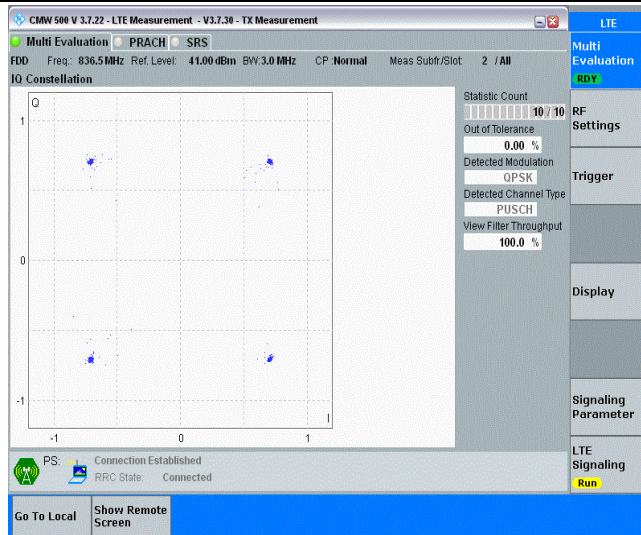 CMW 500 V 3.7.22 - LTE Measurement - V3.7.30 - TX Measurement
LTE
Multi Evaluation PRACH SRS
Multi
Evaluation
RDY
FDD Freq.: 836.5 MHz Ref. Level: 41.00 dBm BW: 3.0 MHz CP :Normal Meas Subfr./Slot: 2 / All
IQ Constellation
Q
1
0
-1
I
-1 0 1
Statistic Count
10 / 10
Out of Tolerance
0.00 %
Detected Modulation
QPSK
Detected Channel Type
PUSCH
View Filter Throughput
100.0 %
RF
Settings
Trigger
Display
Signaling
Parameter
LTE
Signaling
Run
PS: Connection Established
RRC State: Connected
Go To Local
Show Remote
Screen